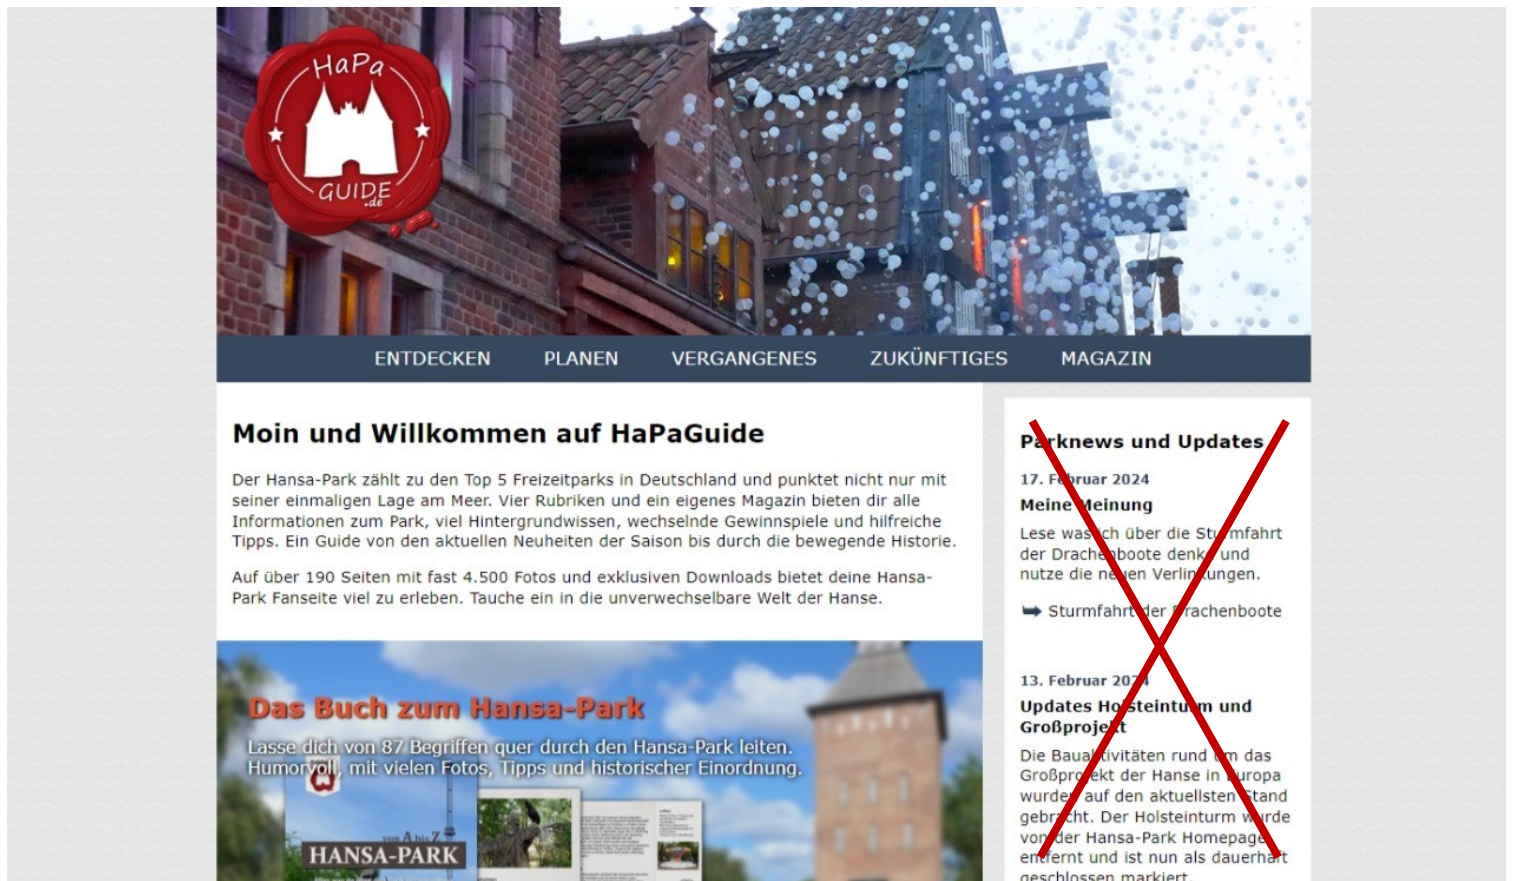 HaPa
GUIDE
.de
ENTDECKEN PLANEN VERGANGENES ZUKÜNFTIGES MAGAZIN
Moin und Willkommen auf HaPaGuide
Der Hansa-Park zählt zu den Top 5 Freizeitparks in Deutschland und punktet nicht nur mit
seiner einmaligen Lage am Meer. Vier Rubriken und ein eigenes Magazin bieten dir alle
Informationen zum Park, viel Hintergrundwissen, wechselnde Gewinnspiele und hilfreiche
Tipps. Ein Guide von den aktuellen Neuheiten der Saison bis durch die bewegende Historie.
Auf über 190 Seiten mit fast 4.500 Fotos und exklusiven Downloads bietet deine Hansa-
Park Fanseite viel zu erleben. Tauche ein in die unverwechselbare Welt der Hanse.
Das Buch zum Hansa-Park
Lasse dich von 87 Begriffen quer durch den Hansa-Park leiten.
Humorvoll, mit vielen Fotos, Tipps und historischer Einordnung.
von A bis Z
HANSA-PARK
Parknews und Updates
17. Februar 2024
Meine Meinung
Lese was ich über die Sturmfahrt
der Drachenboote denke und
nutze die neuen Verlinkungen.
Sturmfahrt der Drachenboote
13. Februar 2024
Updates Holsteinturm und
Großprojekt
Die Bauaktivitäten rund um das
Großprojekt der Hanse in Europa
wurden auf den aktuellsten Stand
gebracht. Der Holsteinturm wurde
von der Hansa-Park Homepage
entfernt und ist nun als dauerhaft
geschlossen markiert.